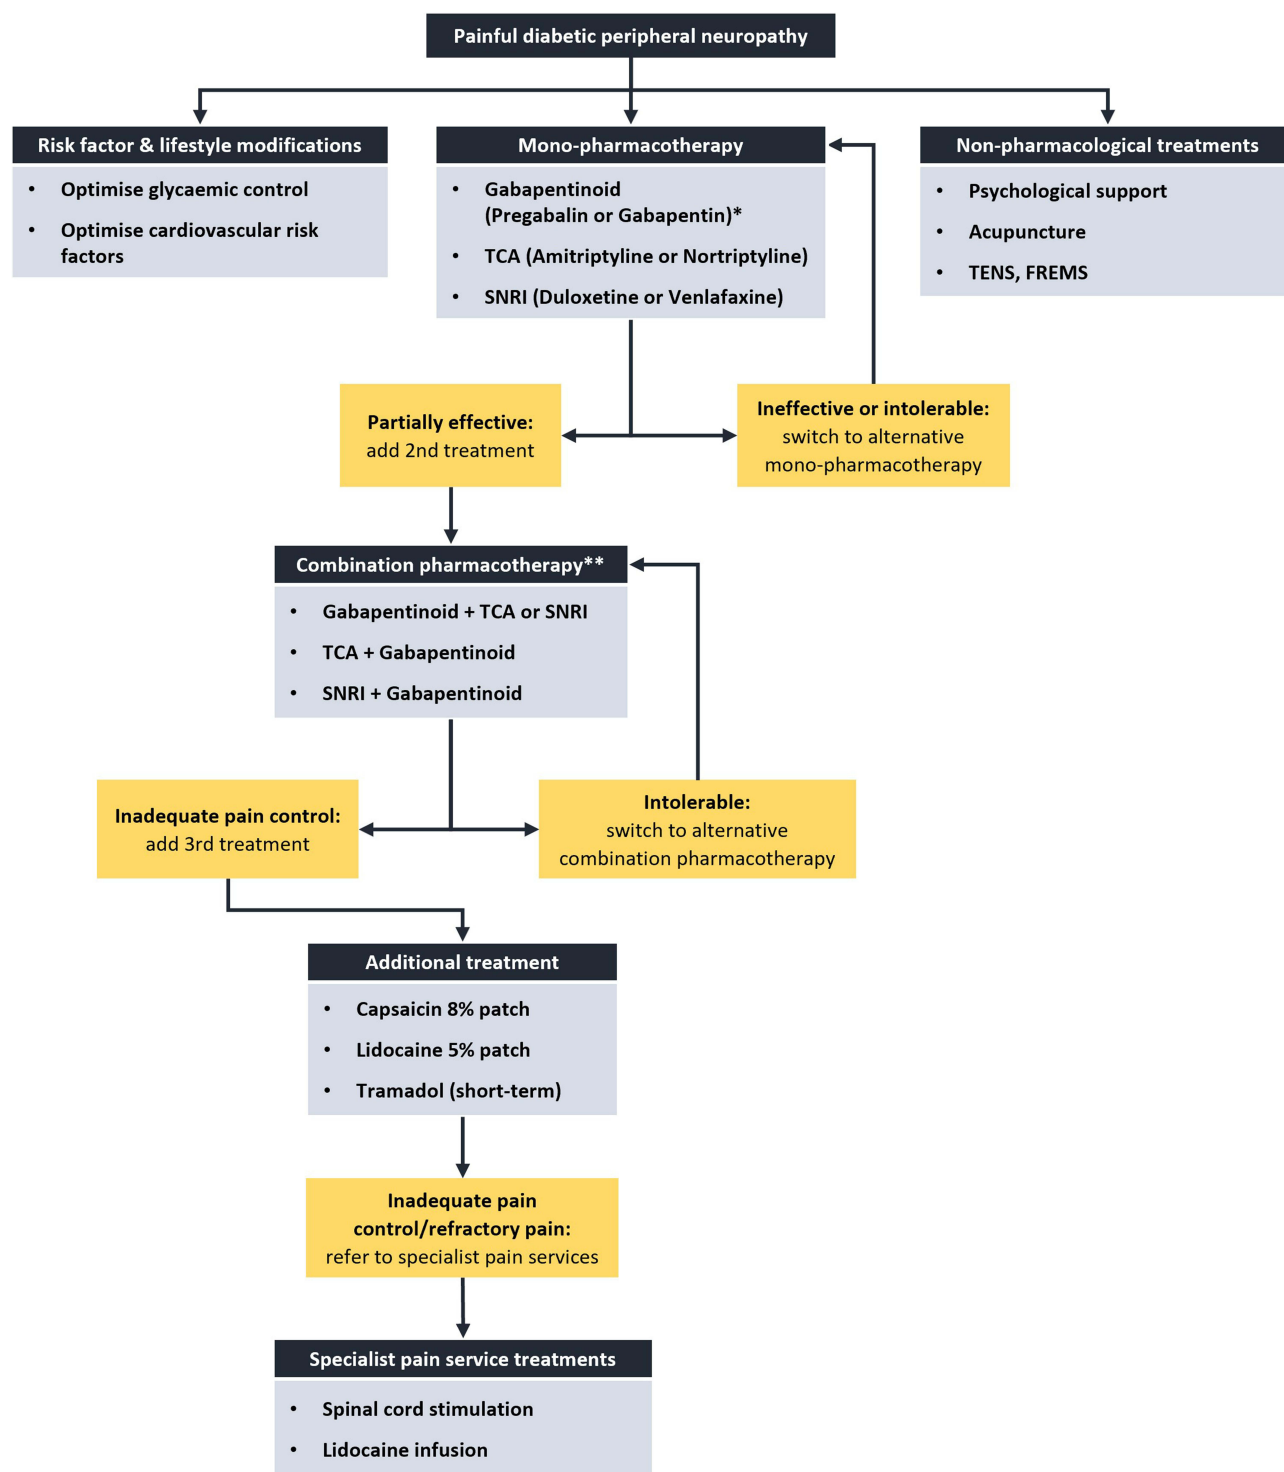 Painful diabetic peripheral neuropathy
Risk factor & lifestyle modifications
• Optimise glycaemic control
• Optimise cardiovascular risk
factors
Mono-pharmacotherapy
• Gabapentinoid
(Pregabalin or Gabapentin)*
• TCA (Amitriptyline or Nortriptyline)
• SNRI (Duloxetine or Venlafaxine)
Non-pharmacological treatments
• Psychological support
• Acupuncture
• TENS, FREMS
Partially effective:
add 2nd treatment
Ineffective or intolerable:
switch to alternative
mono-pharmacotherapy
Combination pharmacotherapy**
• Gabapentinoid + TCA or SNRI
• TCA + Gabapentinoid
• SNRI + Gabapentinoid
Inadequate pain control:
add 3rd treatment
Intolerable:
switch to alternative
combination pharmacotherapy
Additional treatment
• Capsaicin 8% patch
• Lidocaine 5% patch
• Tramadol (short-term)
Inadequate pain
control/refractory pain:
refer to specialist pain services
Specialist pain service treatments
• Spinal cord stimulation
• Lidocaine infusion